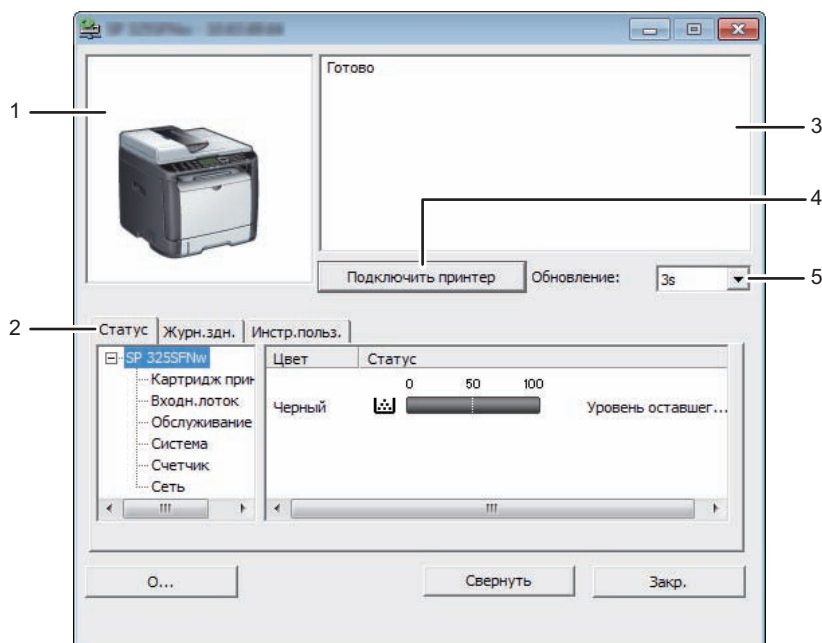 Готово
1
3
4
Подключить принтер
Обновление:
3s
5
2
Статус
Журн.здн.
Инстр.польз.
SP 325SFNw
Картридж прин
Входн.лоток
Обслуживание
Система
Счетчик
Сеть
Цвет Статус
0 50 100
Черный
Уровень оставшег...
О...
Свернуть
Закр.